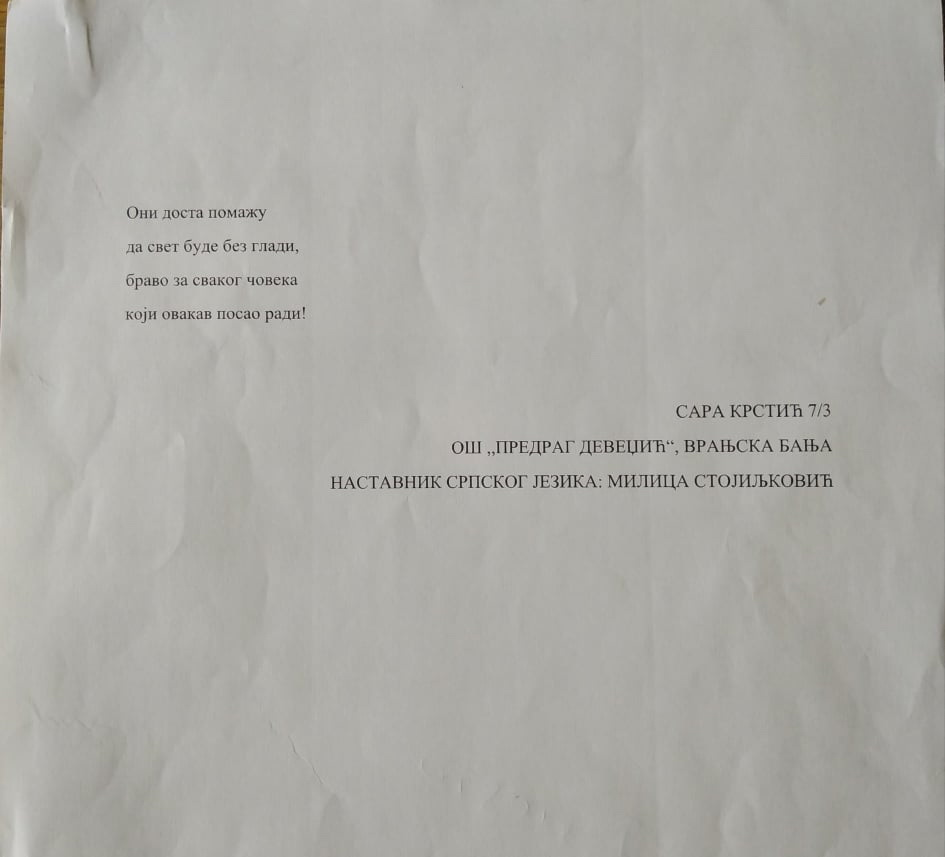 Они доста помажу
да свет буде без глади,
браво за сваког човека
који овакав посао ради!
САРА КРСТИЋ 7/3
ОШ „ПРЕДРАГ ДЕВЕЏИЋ“, ВРАЊСКА БАЊА
НАСТАВНИК СРПСКОГ ЈЕЗИКА: МИЛИЦА СТОЈИЉКОВИЋ